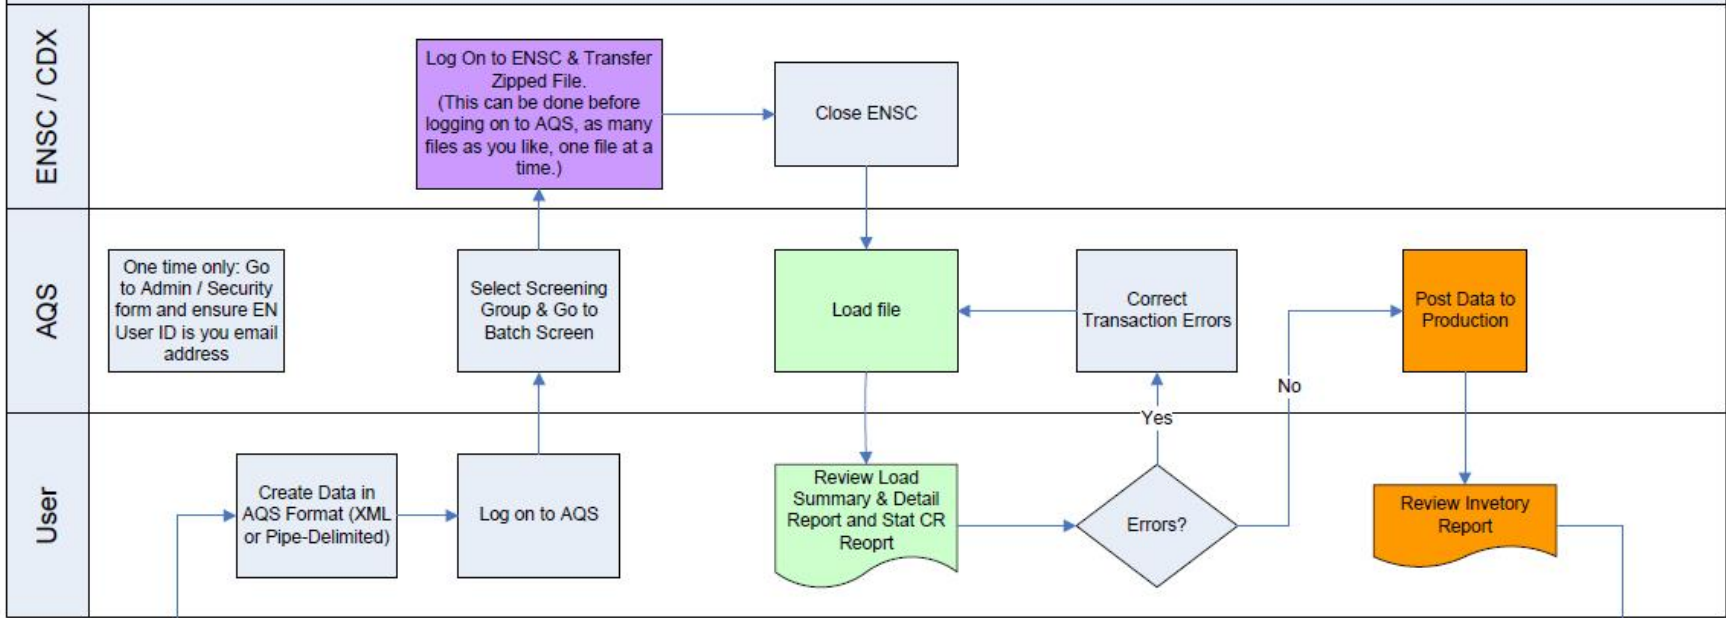 ENSC / CDX
Log On to ENSC & Transfer
Zipped File.
(This can be done before
logging on to AQS, as many
files as you like, one file at a
time.)
Close ENSC
AQS
One time only: Go
to Admin / Security
form and ensure EN
User ID is you email
address
Select Screening
Group & Go to
Batch Screen
Load file
Correct
Transaction Errors
Post Data to
Production
No
Yes
User
Create Data in
AQS Format (XML
or Pipe-Delimited)
Log on to AQS
Review Load
Summary & Detail
Report and Stat CR
Reoprt
Errors?
Review Invetory
Report